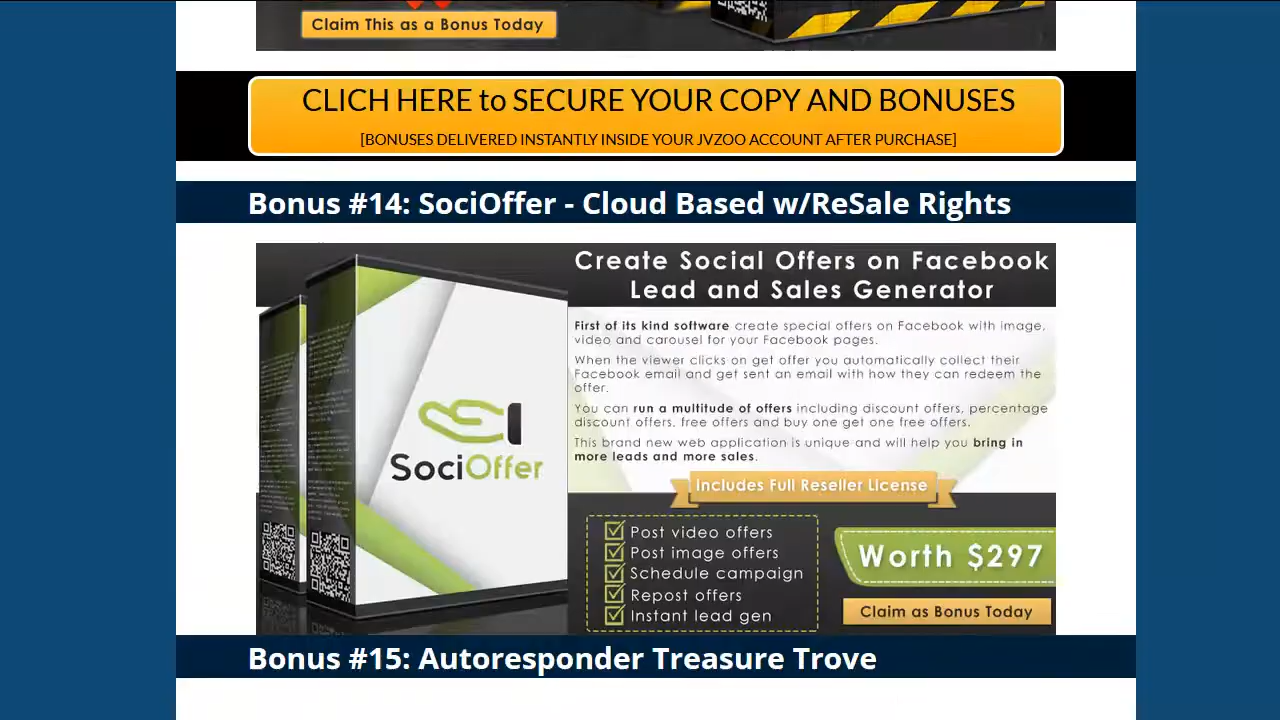 Claim This as a Bonus Today
CLICH HERE to SECURE YOUR COPY AND BONUSES
[BONUSES DELIVERED INSTANTLY INSIDE YOUR JVZOO ACCOUNT AFTER PURCHASE]
Bonus #14: SociOffer - Cloud Based w/ReSale Rights
Create Social Offers on Facebook
Lead and Sales Generator
First of its kind software create special offers on Facebook with image,
video and carousel for your Facebook pages.
When the viewer clicks on get offer you automatically collect their
Facebook email and get sent an email with how they can redeem the
offer.
You can run a multitude of offers including discount offers, percentage
discount offers, free offers and buy one get one free offers.
This brand new web application is unique and will help you bring in
more leads and more sales.
SociOffer
Includes Full Reseller License
Post video offers
Post image offers
Schedule campaign
Repost offers
Instant lead gen
Worth $297
Claim as Bonus Today
Bonus #15: Autoresponder Treasure Trove